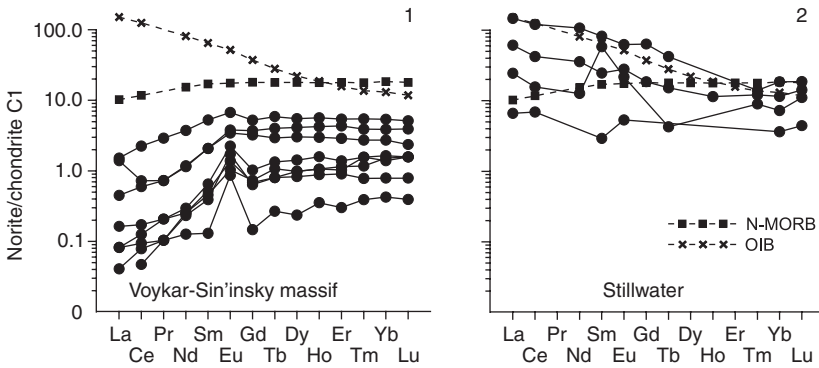 1
2
Norite/chondrite C1
100.0
10.0
1.0
0.1
0
Voykar-Sin'insky massif
Stillwater
N-MORB
OIB
La Pr Sm Gd Dy Er Yb
Ce Nd Eu Tb Ho Tm Lu
La Pr Sm Gd Dy Er Yb
Ce Nd Eu Tb Ho Tm Lu